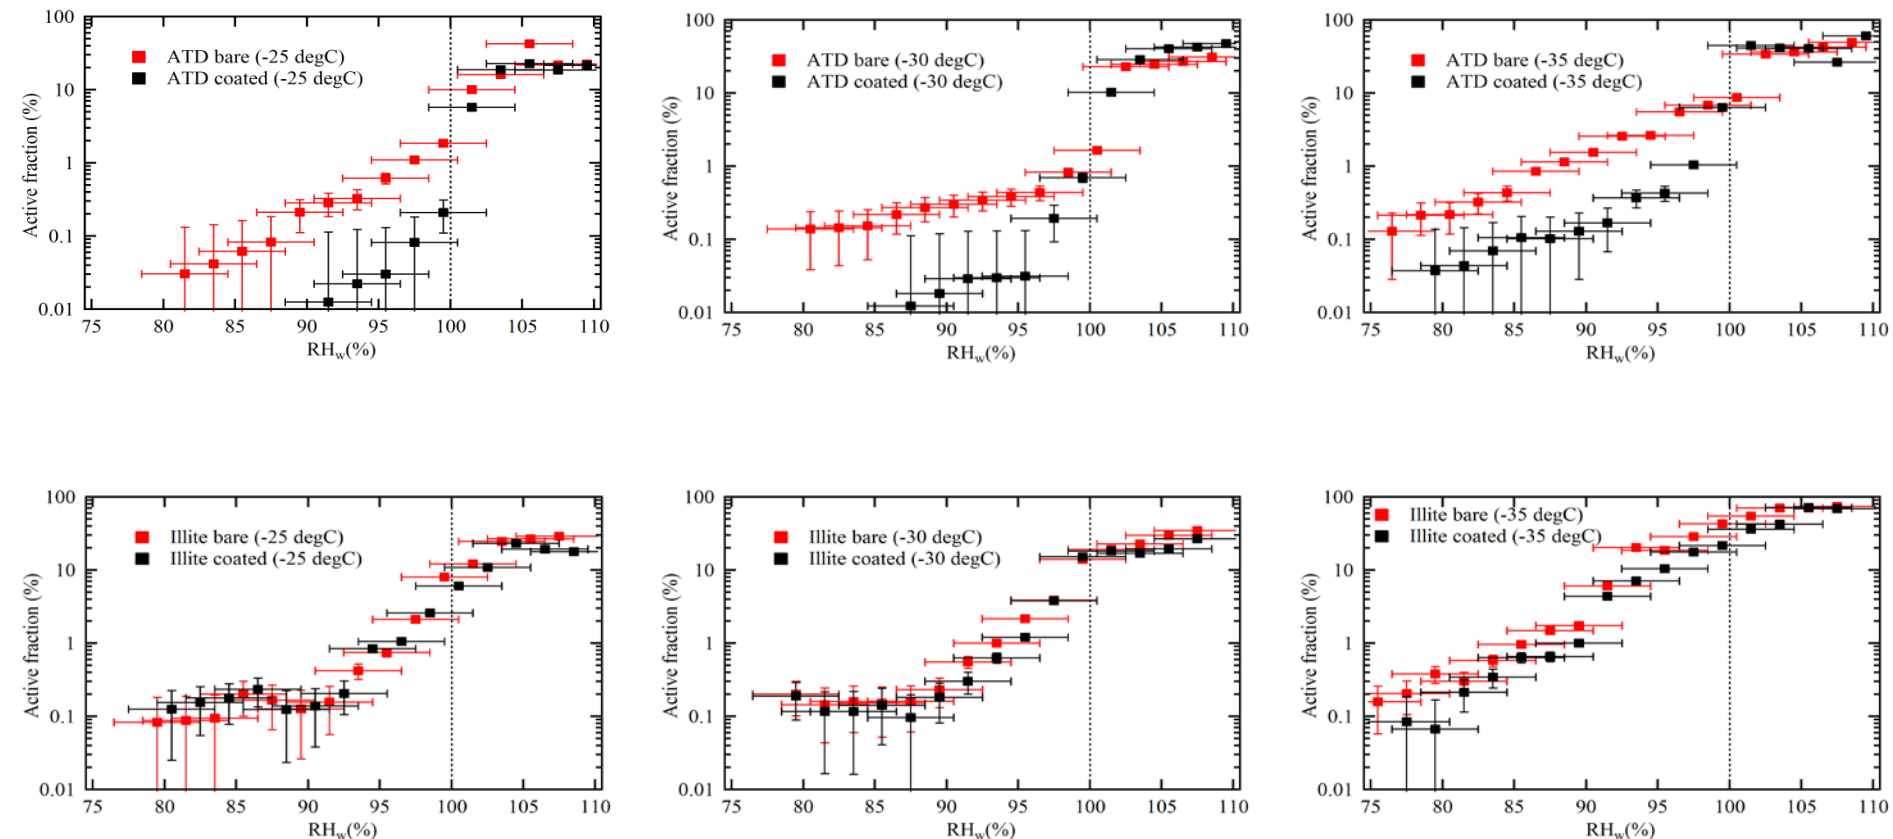 100
10
1
0.1
0.01
Active fraction (%)
ATD bare (-25 degC)
ATD coated (-25 degC)
75 80 85 90 95 100 105 110
RHw(%)
100
10
1
0.1
0.01
Active fraction (%)
ATD bare (-30 degC)
ATD coated (-30 degC)
75 80 85 90 95 100 105 110
RHw(%)
100
10
1
0.1
0.01
Active fraction (%)
ATD bare (-35 degC)
ATD coated (-35 degC)
75 80 85 90 95 100 105 110
RHw(%)
100
10
1
0.1
0.01
Active fraction (%)
Illite bare (-25 degC)
Illite coated (-25 degC)
75 80 85 90 95 100 105 110
RHw(%)
100
10
1
0.1
0.01
Active fraction (%)
Illite bare (-30 degC)
Illite coated (-30 degC)
75 80 85 90 95 100 105 110
RHw(%)
100
10
1
0.1
0.01
Active fraction (%)
Illite bare (-35 degC)
Illite coated (-35 degC)
75 80 85 90 95 100 105 110
RHw(%)